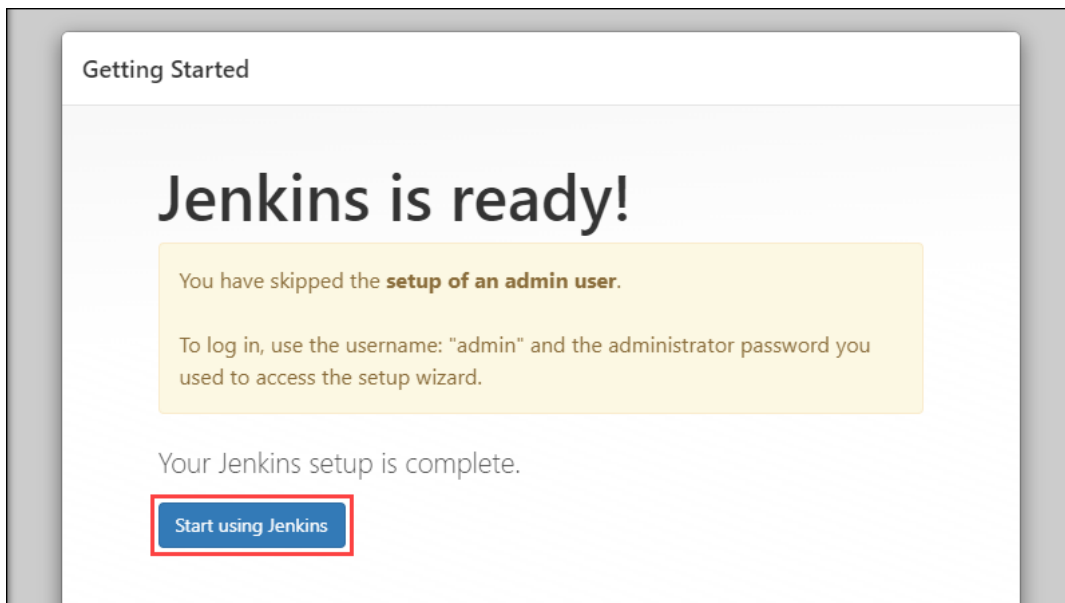 Getting Started
Jenkins is ready!
You have skipped the setup of an admin user.
To log in, use the username: "admin" and the administrator password you
used to access the setup wizard.
Your Jenkins setup is complete.
Start using Jenkins